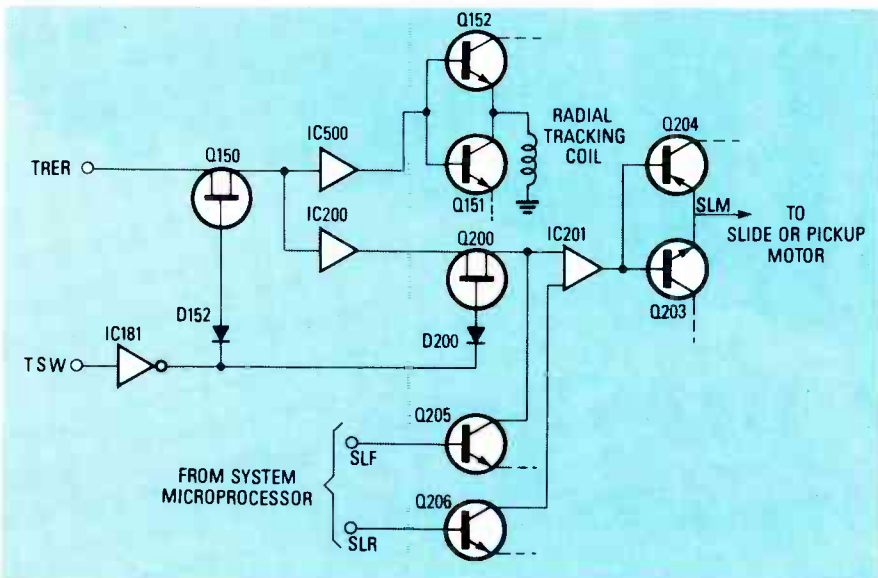 Q152
IC500
RADIAL
TRACKING
COIL
Q204
Q150
TRER
Q151
SLM
TO
SLIDE OR PICKUP
MOTOR
IC200
Q200
IC201
D152
D200
Q203
IC181
TSW
Q205
SLF
FROM SYSTEM
MICROPROCESSOR
Q206
SLR